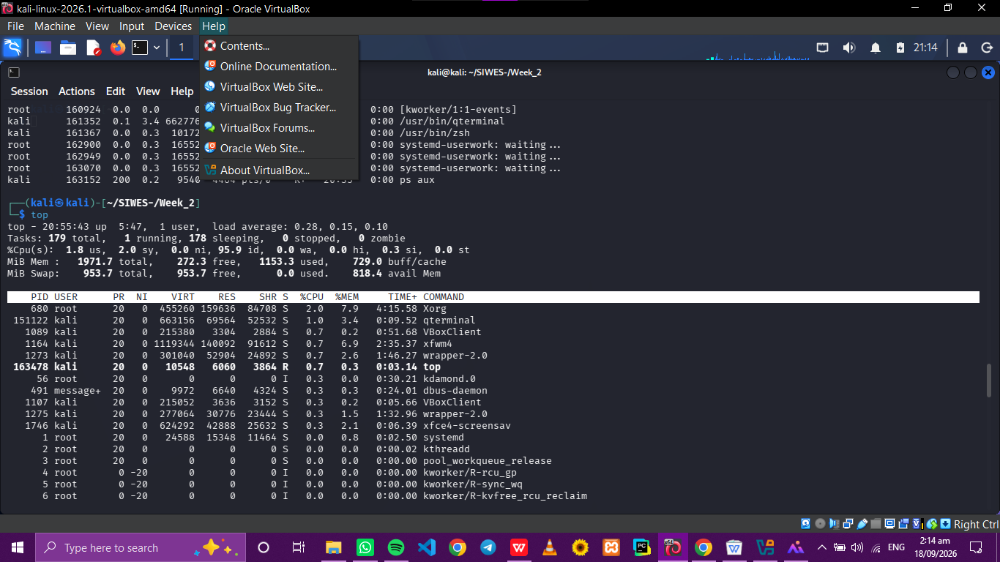 kali-linux-2026.1-virtualbox-amd64 [Running] - Oracle VirtualBox
File Machine View Input Devices Help
1 21:14
Contents...
Online Documentation...
VirtualBox Web Site...
VirtualBox Bug Tracker...
VirtualBox Forums...
Oracle Web Site...
About VirtualBox...
kali@kali: ~/SIWES-/Week_2
Session Actions Edit View Help
root 160924 0.0 0.0 0:00 [kworker/1:1-events]
kali 161352 0.1 3.4 662776 0:00 /usr/bin/qterminal
kali 161367 0.0 0.3 10172 0:00 /usr/bin/zsh
root 162900 0.0 0.3 16552 0:00 systemd-userwork: waiting...
root 162949 0.0 0.3 16552 0:00 systemd-userwork: waiting...
root 163070 0.0 0.3 16552 0:00 systemd-userwork: waiting...
kali 163152 200 0.2 9540 0:00 ps aux
┌──(kali㉿kali)-[~/SIWES-/Week_2]
└─$ top
top - 20:55:43 up 5:47, 1 user, load average: 0.28, 0.15, 0.10
Tasks: 179 total, 1 running, 178 sleeping, 0 stopped, 0 zombie
%Cpu(s): 1.8 us, 2.0 sy, 0.0 ni, 95.9 id, 0.0 wa, 0.0 hi, 0.3 si, 0.0 st
MiB Mem : 1971.7 total, 272.3 free, 1153.3 used, 729.0 buff/cache
MiB Swap: 953.7 total, 953.7 free, 0.0 used. 818.4 avail Mem
PID USER PR NI VIRT RES SHR S %CPU %MEM TIME+ COMMAND
680 root 20 0 455260 159636 84708 S 2.0 7.9 4:15.58 Xorg
151122 kali 20 0 663156 69564 52532 S 1.0 3.4 0:09.52 qterminal
1089 kali 20 0 215380 3304 2884 S 0.7 0.2 0:51.68 VBoxClient
1164 kali 20 0 1119344 140092 91612 S 0.7 6.9 2:35.37 xfwm4
1273 kali 20 0 301040 52904 24892 S 0.7 2.6 1:46.27 wrapper-2.0
163478 kali 20 0 10548 6060 3864 R 0.7 0.3 0:03.14 top
56 root 20 0 0 0 0 I 0.3 0.0 0:30.21 kdamond.0
491 message+ 20 0 9972 6640 4324 S 0.3 0.3 0:24.01 dbus-daemon
1107 kali 20 0 215052 3636 3152 S 0.3 0.2 0:05.66 VBoxClient
1275 kali 20 0 277064 30776 23444 S 0.3 1.5 1:32.96 wrapper-2.0
1746 kali 20 0 624292 42888 25632 S 0.3 2.1 0:06.39 xfce4-screensav
1 root 20 0 24588 15348 11464 S 0.0 0.8 0:02.50 systemd
2 root 20 0 0 0 0 S 0.0 0.0 0:00.02 kthreadd
3 root 20 0 0 0 0 S 0.0 0.0 0:00.00 pool_workqueue_release
4 root 0 -20 0 0 0 I 0.0 0.0 0:00.00 kworker/R-rcu_gp
5 root 0 -20 0 0 0 I 0.0 0.0 0:00.00 kworker/R-sync_wq
6 root 0 -20 0 0 0 I 0.0 0.0 0:00.00 kworker/R-kvfree_rcu_reclaim
Right Ctrl
Type here to search
ENG
2:14 am
18/09/2026